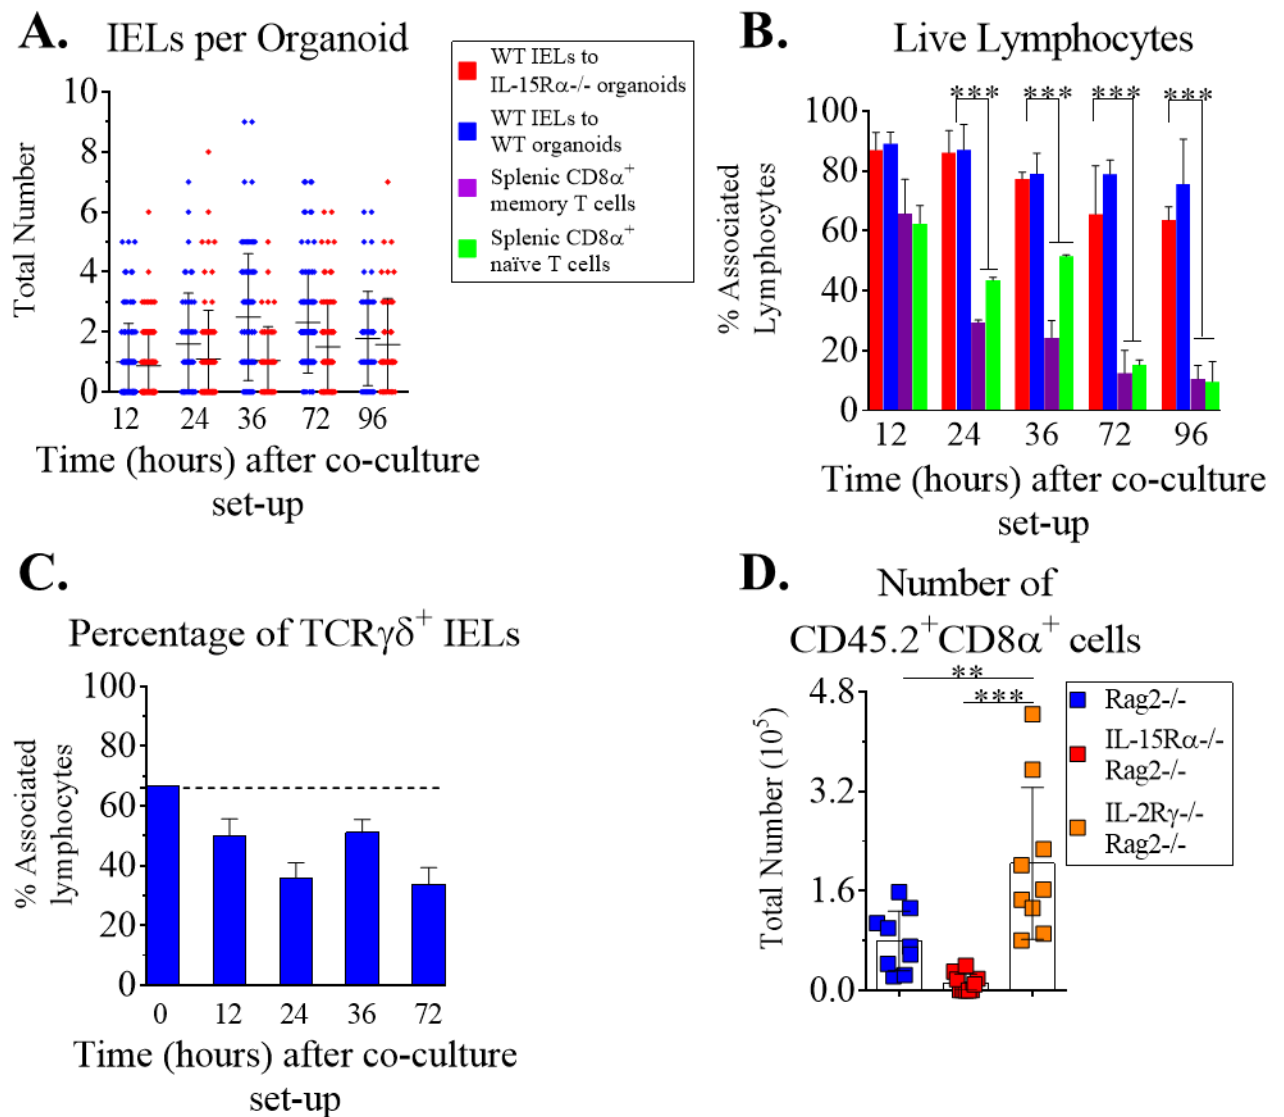 A. IELs per Organoid
Total Number
10
8
6
4
2
0
12 24 36 72 96
Time (hours) after co-culture
set-up
WT IELs to
IL-15Rα-/- organoids
WT IELs to
WT organoids
Splenic CD8α+
memory T cells
Splenic CD8α+
naïve T cells
B. Live Lymphocytes
% Associated
Lymphocytes
100
80
60
40
20
0
*** *** *** ***
12 24 36 72 96
Time (hours) after co-culture
set-up
C.
Percentage of TCRγδ+ IELs
% Associated
lymphocytes
100
80
60
40
20
0
0 12 24 36 72
Time (hours) after co-culture
set-up
D. Number of
CD45.2+CD8α+ cells
Total Number (105)
4.8
3.2
1.6
0.0
**
***
Rag2-/-
IL-15Rα-/-
Rag2-/-
IL-2Rγ-/-
Rag2-/-